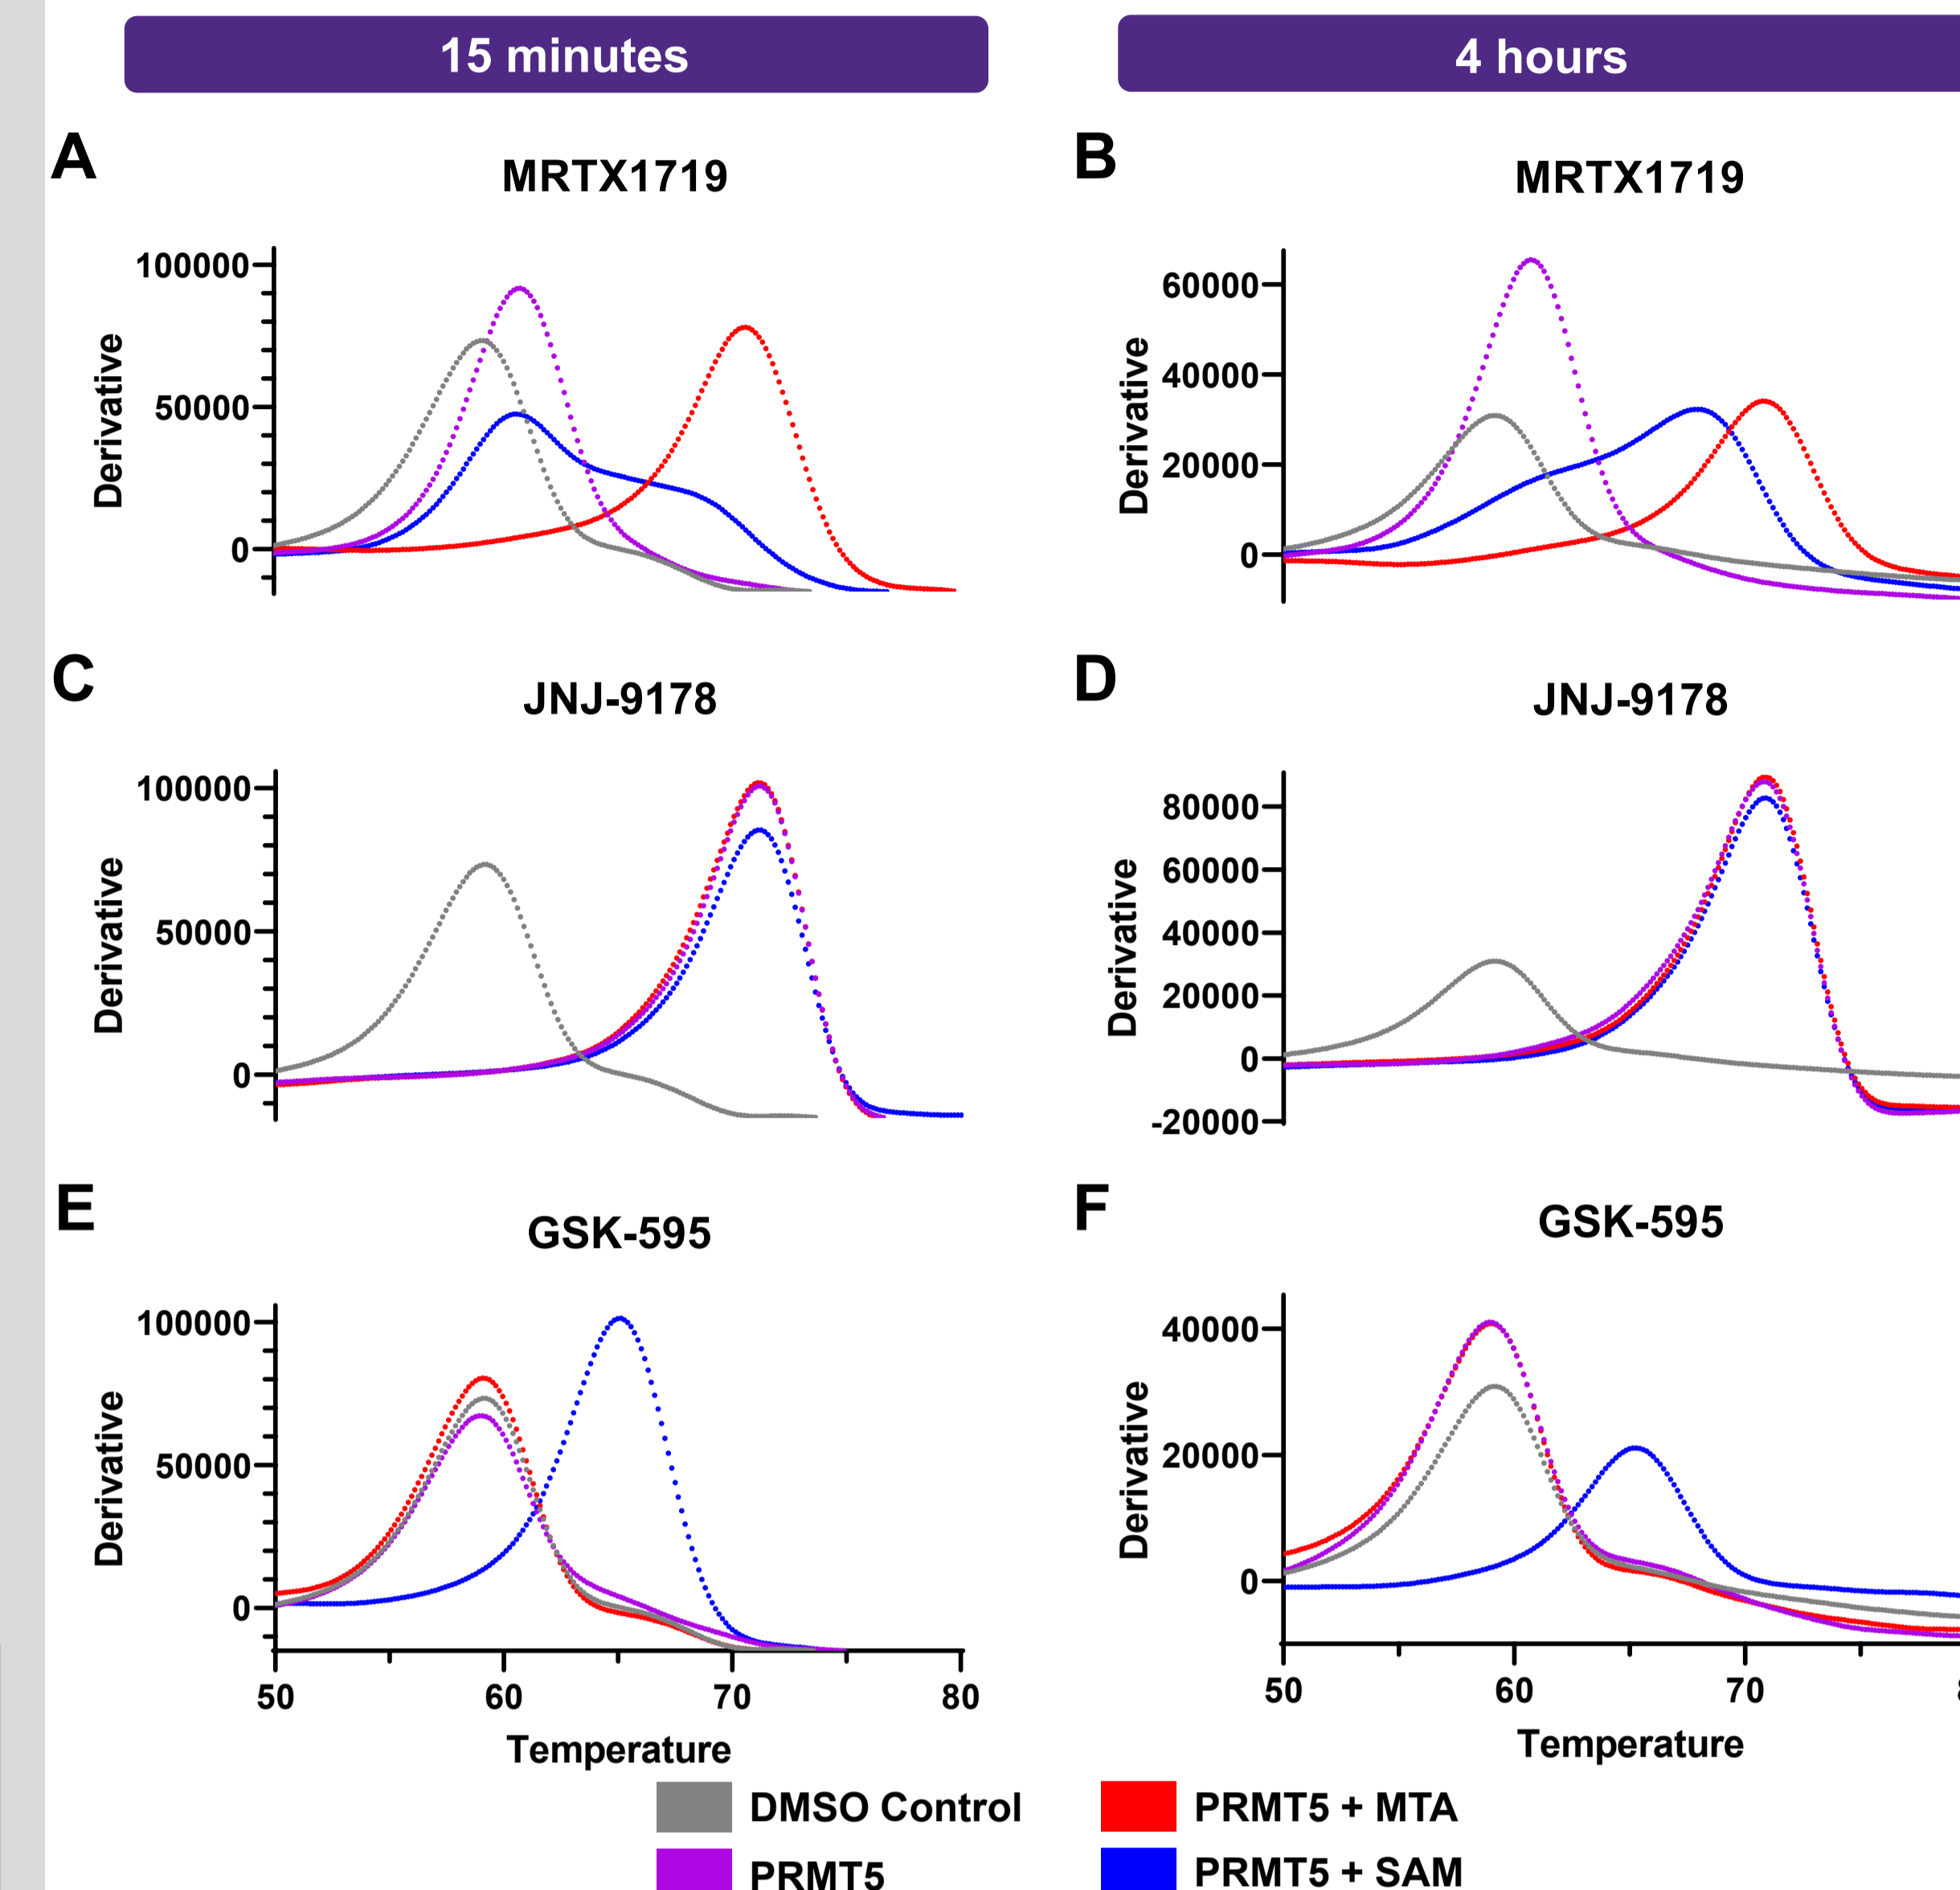 15 minutes
4 hours
A
MRTX1719
Derivative
100000
50000
0
B
MRTX1719
Derivative
60000
40000
20000
0
C
JNJ-9178
Derivative
100000
50000
0
D
JNJ-9178
Derivative
80000
60000
40000
20000
0
-20000
E
GSK-595
Derivative
100000
50000
0
50 60 70 80
Temperature
F
GSK-595
Derivative
40000
20000
0
50 60 70
Temperature
DMSO Control
PRMT5 + MTA
PRMT5
PRMT5 + SAM